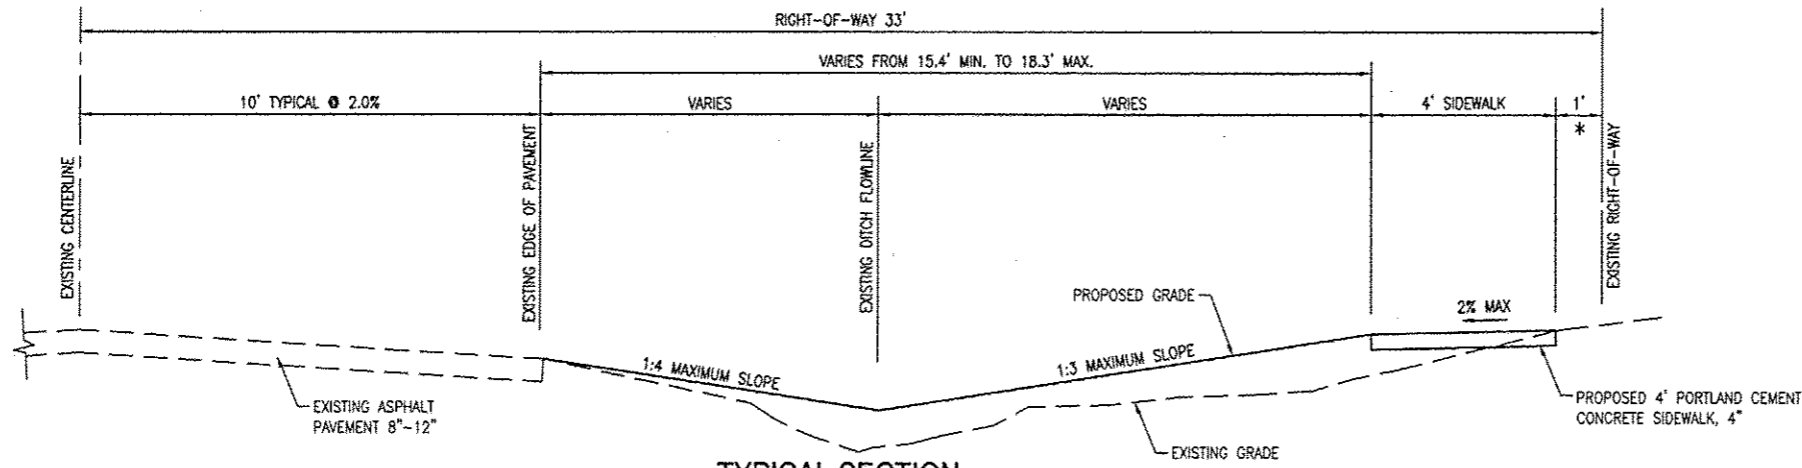 RIGHT-OF-WAY 33'
VARIES FROM 15.4' MIN. TO 18.3' MAX.
10' TYPICAL @ 2.0%
VARIES
VARIES
4' SIDEWALK
1'
*
EXISTING CENTERLINE
EXISTING EDGE OF PAVEMENT
EXISTING DITCH FLOWLINE
EXISTING RIGHT-OF-WAY
PROPOSED GRADE
2% MAX
1:4 MAXIMUM SLOPE
1:3 MAXIMUM SLOPE
EXISTING ASPHALT
PAVEMENT 8"-12"
PROPOSED 4' PORTLAND CEMENT
CONCRETE SIDEWALK, 4"
EXISTING GRADE
TYPICAL SECTION